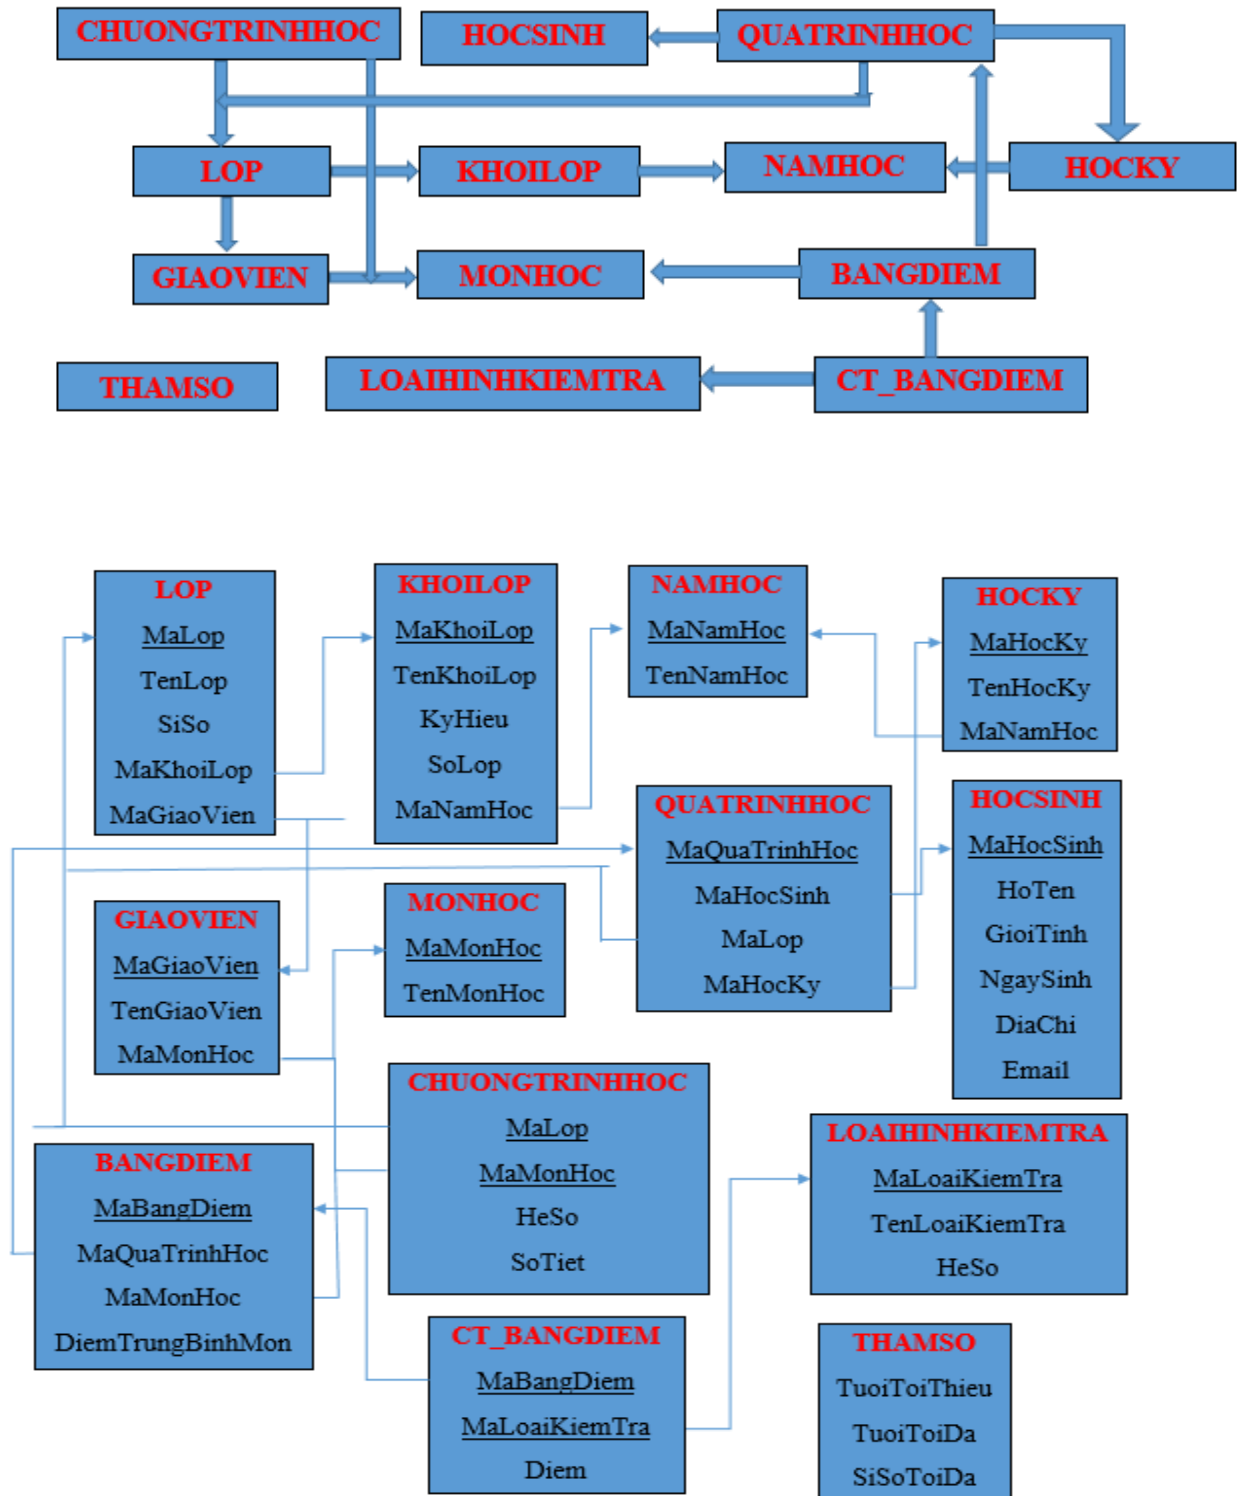 CHUONGTRINHHOC
HOCSINH
QUATRINHHOC
LOP
KHOILOP
NAMHOC
HOCKY
GIAOVIEN
MONHOC
BANGDIEM
THAMSO
LOAIHINHKIEMTRA
CT_BANGDIEM
LOP
MaLop
TenLop
SiSo
MaKhoiLop
MaGiaoVien
KHOILOP
MaKhoiLop
TenKhoiLop
KyHieu
SoLop
MaNamHoc
NAMHOC
MaNamHoc
TenNamHoc
HOCKY
MaHocKy
TenHocKy
MaNamHoc
QUATRINHHOC
MaQuaTrinhHoc
MaHocSinh
MaLop
MaHocKy
HOCSINH
MaHocSinh
HoTen
GioiTinh
NgaySinh
DiaChi
Email
GIAOVIEN
MaGiaoVien
TenGiaoVien
MaMonHoc
MONHOC
MaMonHoc
TenMonHoc
CHUONGTRINHHOC
MaLop
MaMonHoc
HeSo
SoTiet
LOAIHINHKIEMTRA
MaLoaiKiemTra
TenLoaiKiemTra
HeSo
BANGDIEM
MaBangDiem
MaQuaTrinhHoc
MaMonHoc
DiemTrungBinhMon
CT_BANGDIEM
MaBangDiem
MaLoaiKiemTra
Diem
THAMSO
TuoiToiThieu
TuoiToiDa
SiSoToiDa